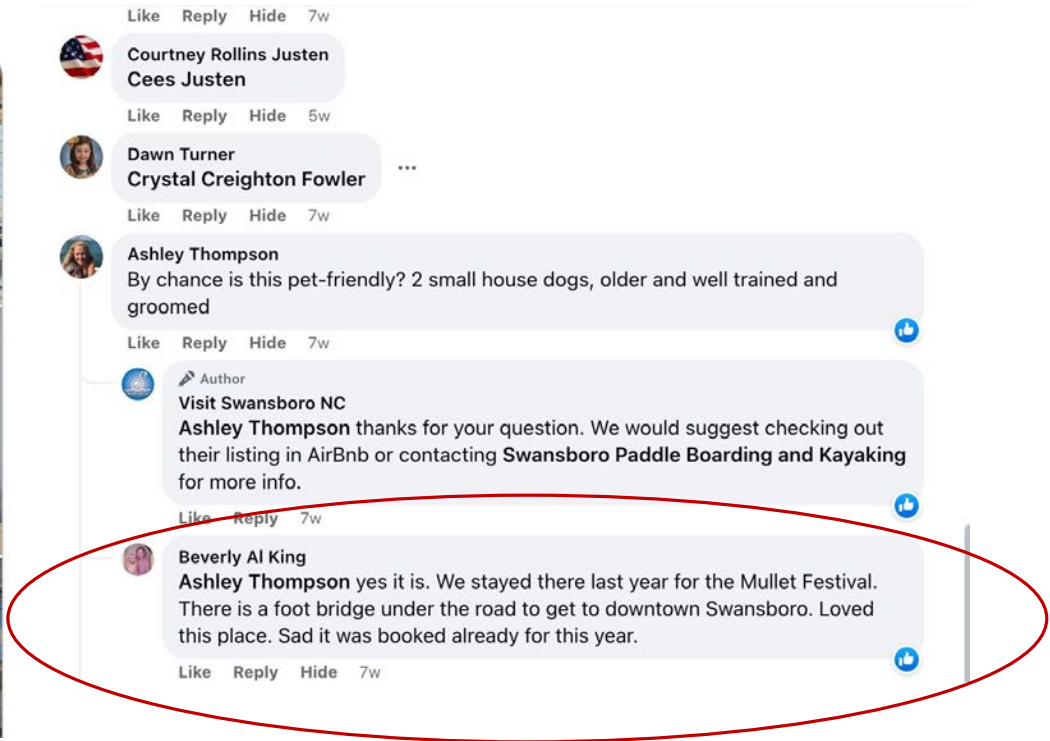 Like Reply Hide 7w
Courtney Rollins Justen
Cees Justen
Like Reply Hide 5w
Dawn Turner
Crystal Creighton Fowler
Like Reply Hide 7w
Ashley Thompson
By chance is this pet-friendly? 2 small house dogs, older and well trained and
groomed
Like Reply Hide 7w
Author
Visit Swansboro NC
Ashley Thompson thanks for your question. We would suggest checking out
their listing in AirBnb or contacting Swansboro Paddle Boarding and Kayaking
for more info.
Like Reply 7w
Beverly Al King
Ashley Thompson yes it is. We stayed there last year for the Mullet Festival.
There is a foot bridge under the road to get to downtown Swansboro. Loved
this place. Sad it was booked already for this year.
Like Reply Hide 7w